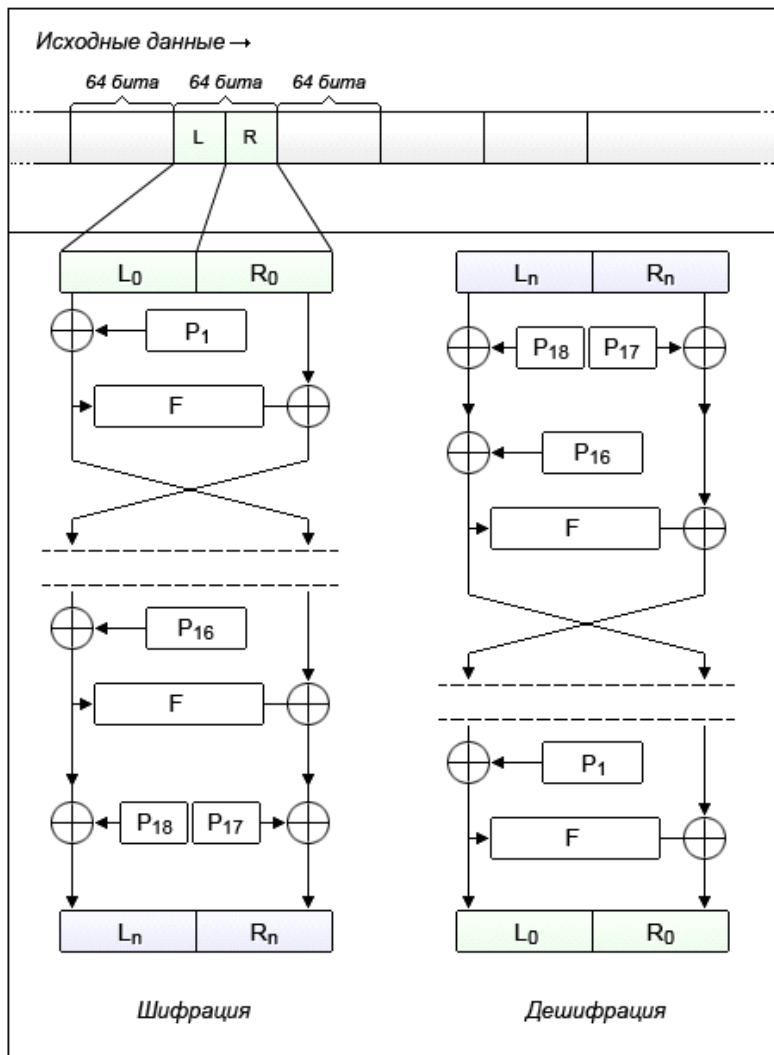 Исходные данные →
64 бита 64 бита 64 бита
L R
L₀ R₀
P₁
F
P₁₆
F
P₁₈ P₁₇
Lₙ Rₙ
Шифрация
Lₙ Rₙ
P₁₈ P₁₇
P₁₆
F
P₁
F
L₀ R₀
Дешифрация